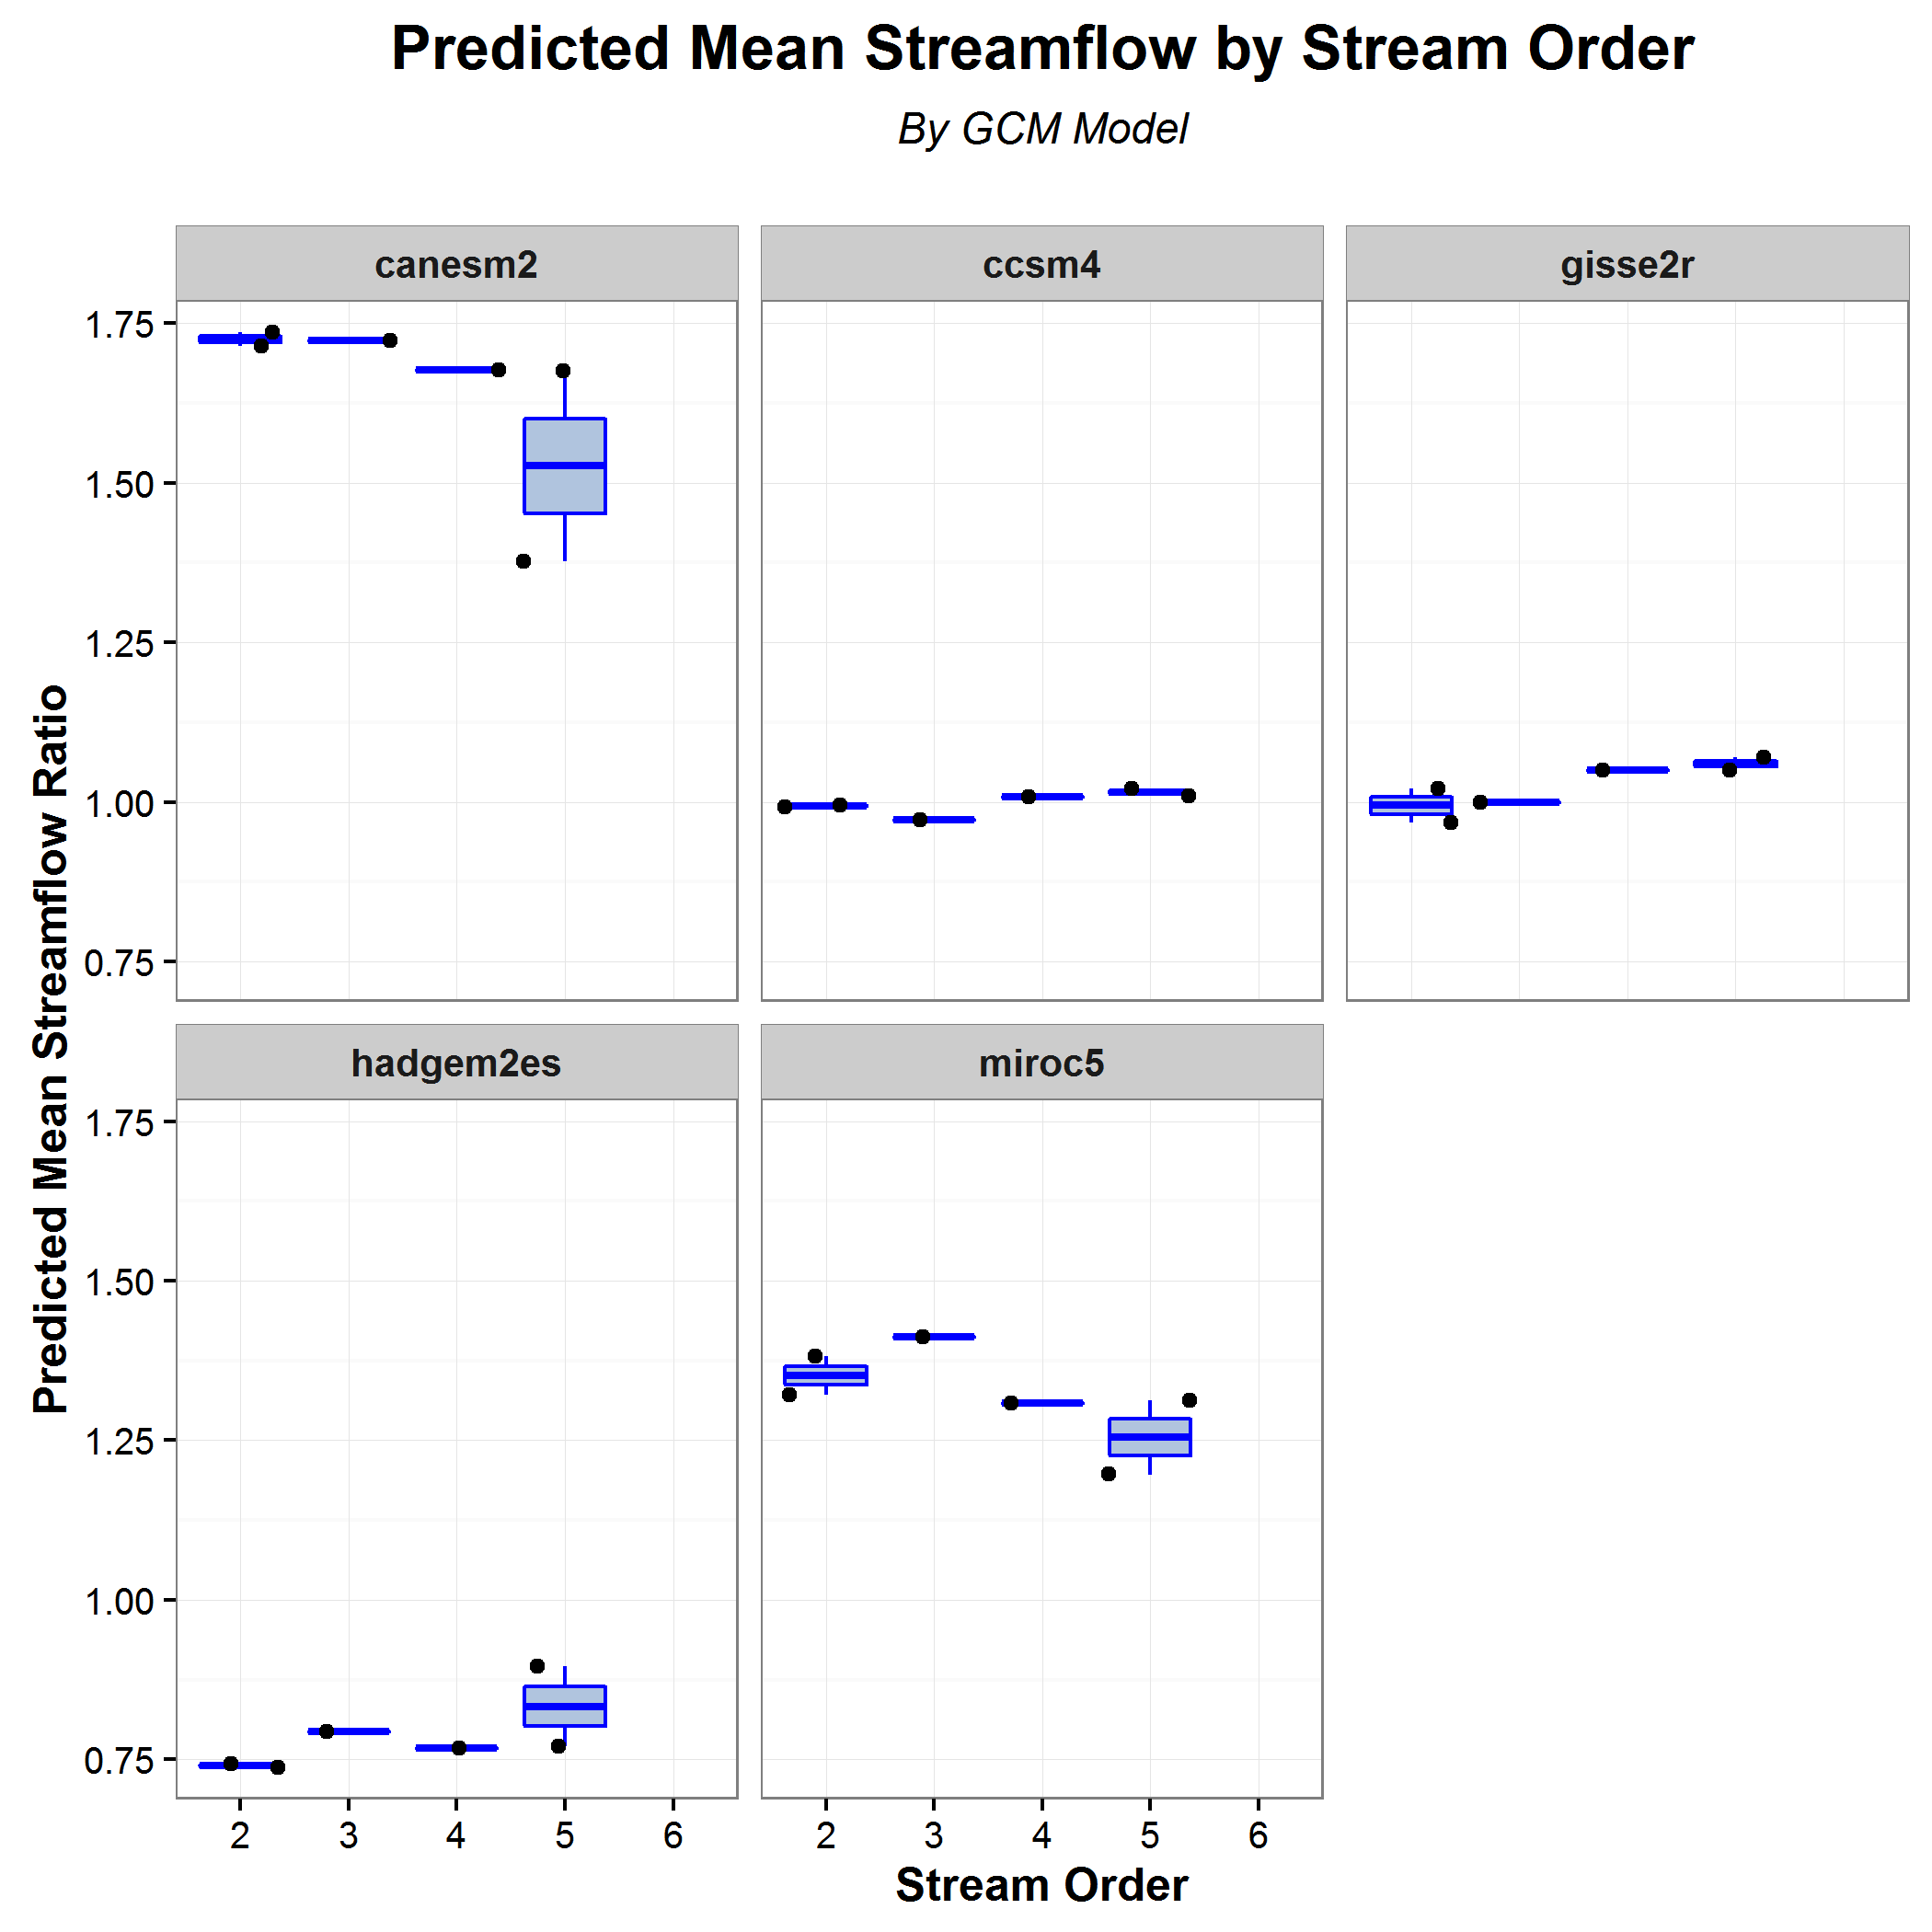 Predicted Mean Streamflow by Stream Order
By GCM Model
canesm2
ccsm4
gisse2r
1.75
1.50
1.25
1.00
0.75
Predicted Mean Streamflow Ratio
hadgem2es
miroc5
1.75
1.50
1.25
1.00
0.75
2 3 4 5 6
2 3 4 5 6
Stream Order